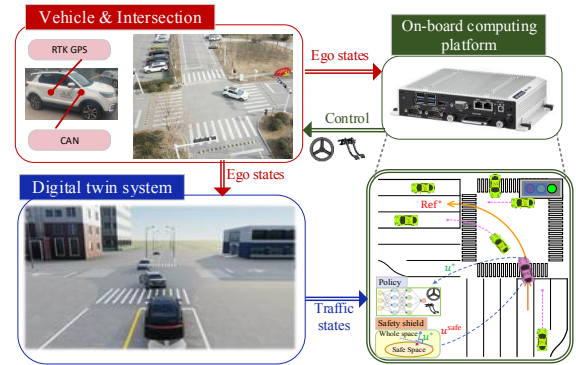 Vehicle & Intersection
RTK GPS
CAN
Ego states
On-board computing
platform
Control
Ego states
Digital twin system
Traffic
states
Ref*
u*
Policy
Safety shield
u^safe
Whole space
u*
Safe Space